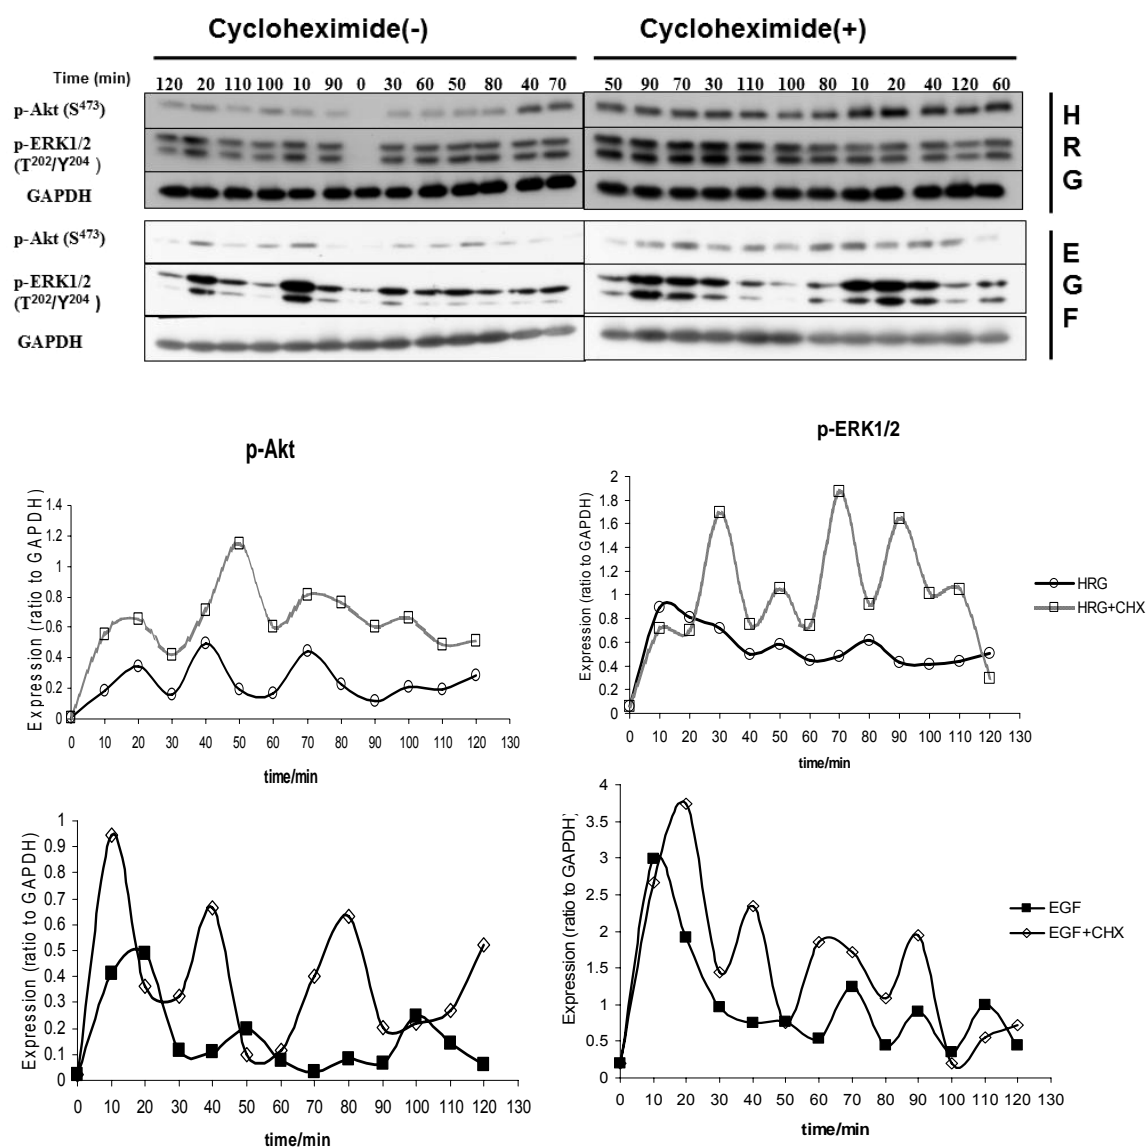 Cycloheximide(-) Cycloheximide(+)
Time (min) 120 20 110 100 10 90 0 30 60 50 80 40 70 50 90 70 30 110 100 80 10 20 40 120 60
p-Akt (S473)
p-ERK1/2
(T202/Y204 )
GAPDH
H
R
G
p-Akt (S473)
p-ERK1/2
(T202/Y204 )
GAPDH
E
G
F
p-Akt
Expression (ratio to GAPDH)
1.4
1.2
1
0.8
0.6
0.4
0.2
0
0 10 20 30 40 50 60 70 80 90 100 110 120 130
time/min
p-ERK1/2
Expression (ratio to GAPDH)
2
1.8
1.6
1.4
1.2
1
0.8
0.6
0.4
0.2
0
0 10 20 30 40 50 60 70 80 90 100 110 120 130
time/min
HRG
HRG+CHX
Expression (ratio to GAPDH)
1
0.9
0.8
0.7
0.6
0.5
0.4
0.3
0.2
0.1
0
0 10 20 30 40 50 60 70 80 90 100 110 120 130
time/min
Expression (ratio to GAPDH)
4
3.5
3
2.5
2
1.5
1
0.5
0
0 10 20 30 40 50 60 70 80 90 100 110 120 130
time/min
EGF
EGF+CHX